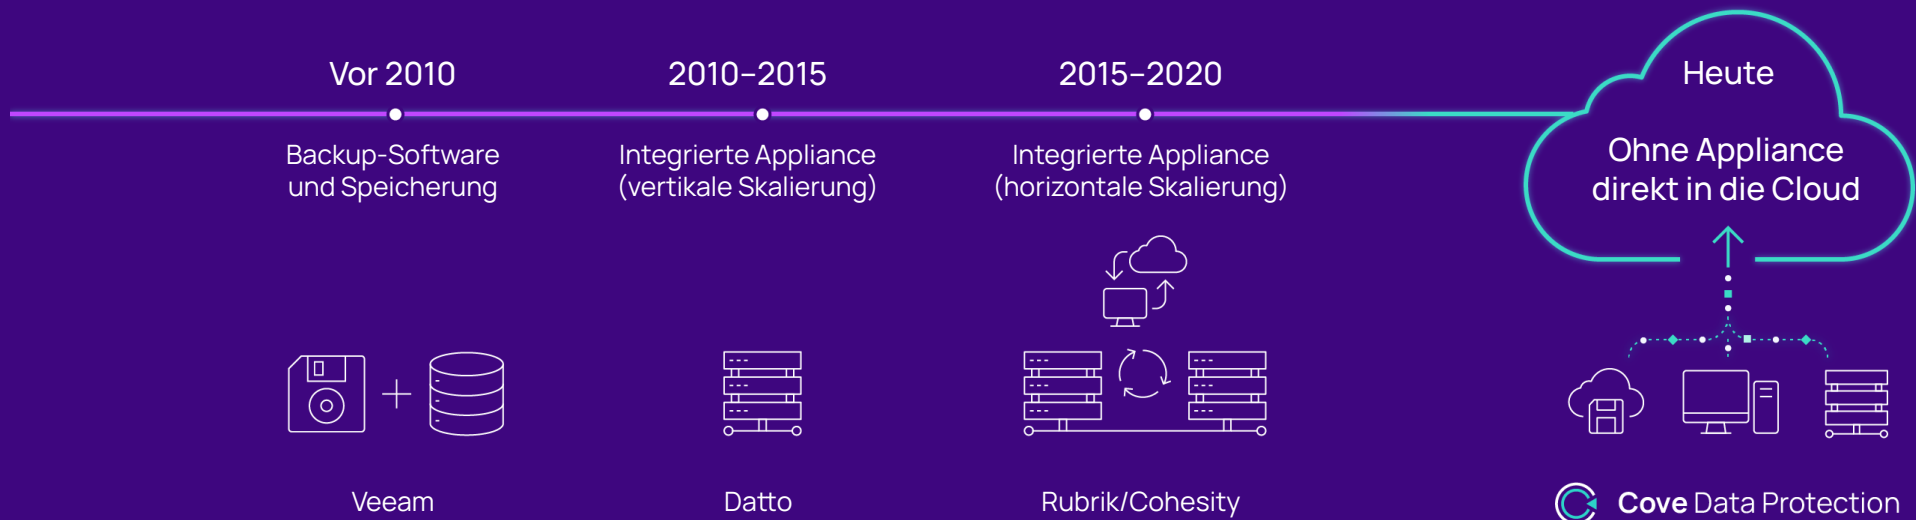 Vor 2010
Backup-Software
und Speicherung
Veeam
2010–2015
Integrierte Appliance
(vertikale Skalierung)
Datto
2015–2020
Integrierte Appliance
(horizontale Skalierung)
Rubrik/Cohesity
Heute
Ohne Appliance
direkt in die Cloud
Cove Data Protection